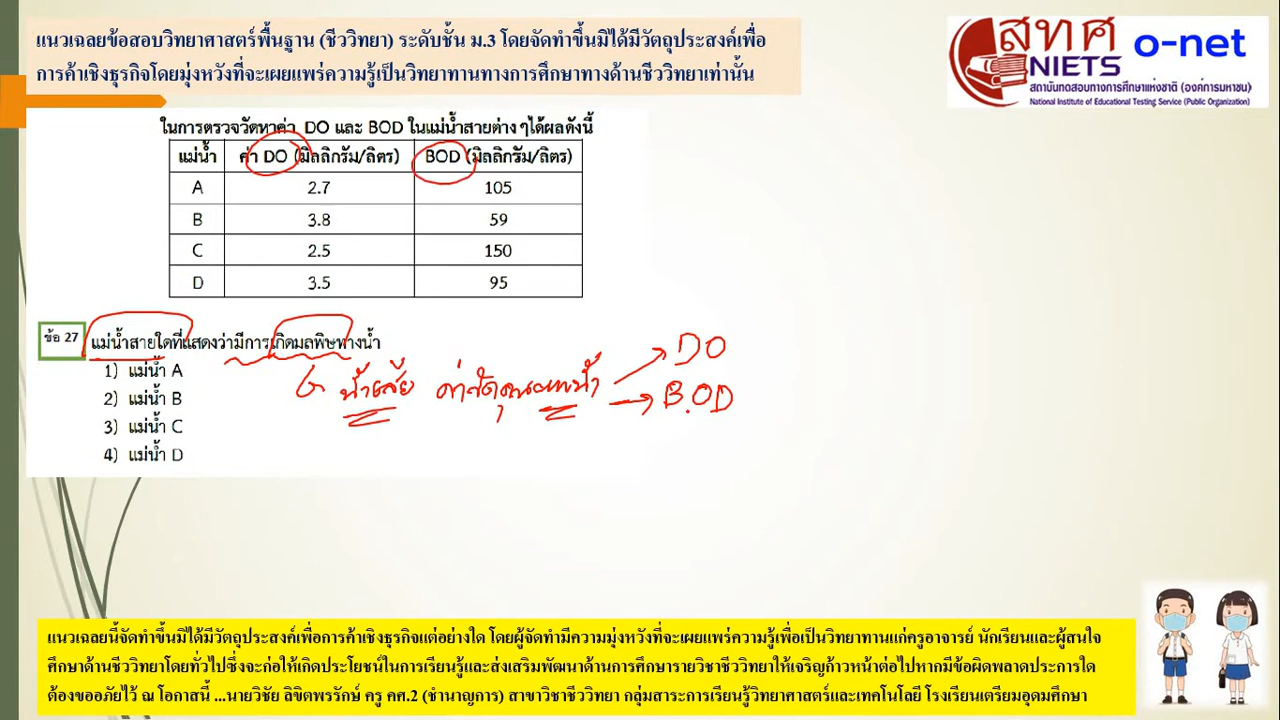 แนวเฉลยข้อสอบวิทยาศาสตร์พื้นฐาน (ชีววิทยา) ระดับชั้น ม.3 โดยจัดทำขึ้นมิได้มีวัตถุประสงค์เพื่อ
การค้าเชิงธุรกิจโดยมุ่งหวังที่จะเผยแพร่ความรู้เป็นวิทยาทานทางการศึกษาทางด้านชีววิทยาเท่านั้น
สทศ
NIETS
สถาบันทดสอบทางการศึกษาแห่งชาติ (องค์การมหาชน)
National Institute of Educational Testing Service (Public Organization)
o-net
ในการตรวจวัดหาค่า DO และ BOD ในแม่น้ำสายต่างๆได้ผลดังนี้
แม่น้ำ ค่า DO (มิลลิกรัม/ลิตร) BOD (มิลลิกรัม/ลิตร)
A 2.7 105
B 3.8 59
C 2.5 150
D 3.5 95
ข้อ 27 แม่น้ำสายใดที่แสดงว่ามีการเกิดมลพิษทางน้ำ
1) แม่น้ำ A
2) แม่น้ำ B
3) แม่น้ำ C
4) แม่น้ำ D
น้ำเสีย
DO
BOD
แนวเฉลยนี้จัดทำขึ้นมิได้มีวัตถุประสงค์เพื่อการค้าเชิงธุรกิจแต่อย่างใด โดยผู้จัดทำมีความมุ่งหวังที่จะเผยแพร่ความรู้เพื่อเป็นวิทยาทานแก่ครูอาจารย์ นักเรียนและผู้สนใจ
ศึกษาด้านชีววิทยาโดยทั่วไปซึ่งจะก่อให้เกิดประโยชน์ในการเรียนรู้และส่งเสริมพัฒนาด้านการศึกษารายวิชาชีววิทยาให้เจริญก้าวหน้าต่อไปหากมีข้อผิดพลาดประการใด
ต้องขออภัยไว้ ณ โอกาสนี้ ...นายวิชัย ลิขิตพรรักษ์ ครู คศ.2 (ชำนาญการ) สาขาวิชาชีววิทยา กลุ่มสาระการเรียนรู้วิทยาศาสตร์และเทคโนโลยี โรงเรียนเตรียมอุดมศึกษา